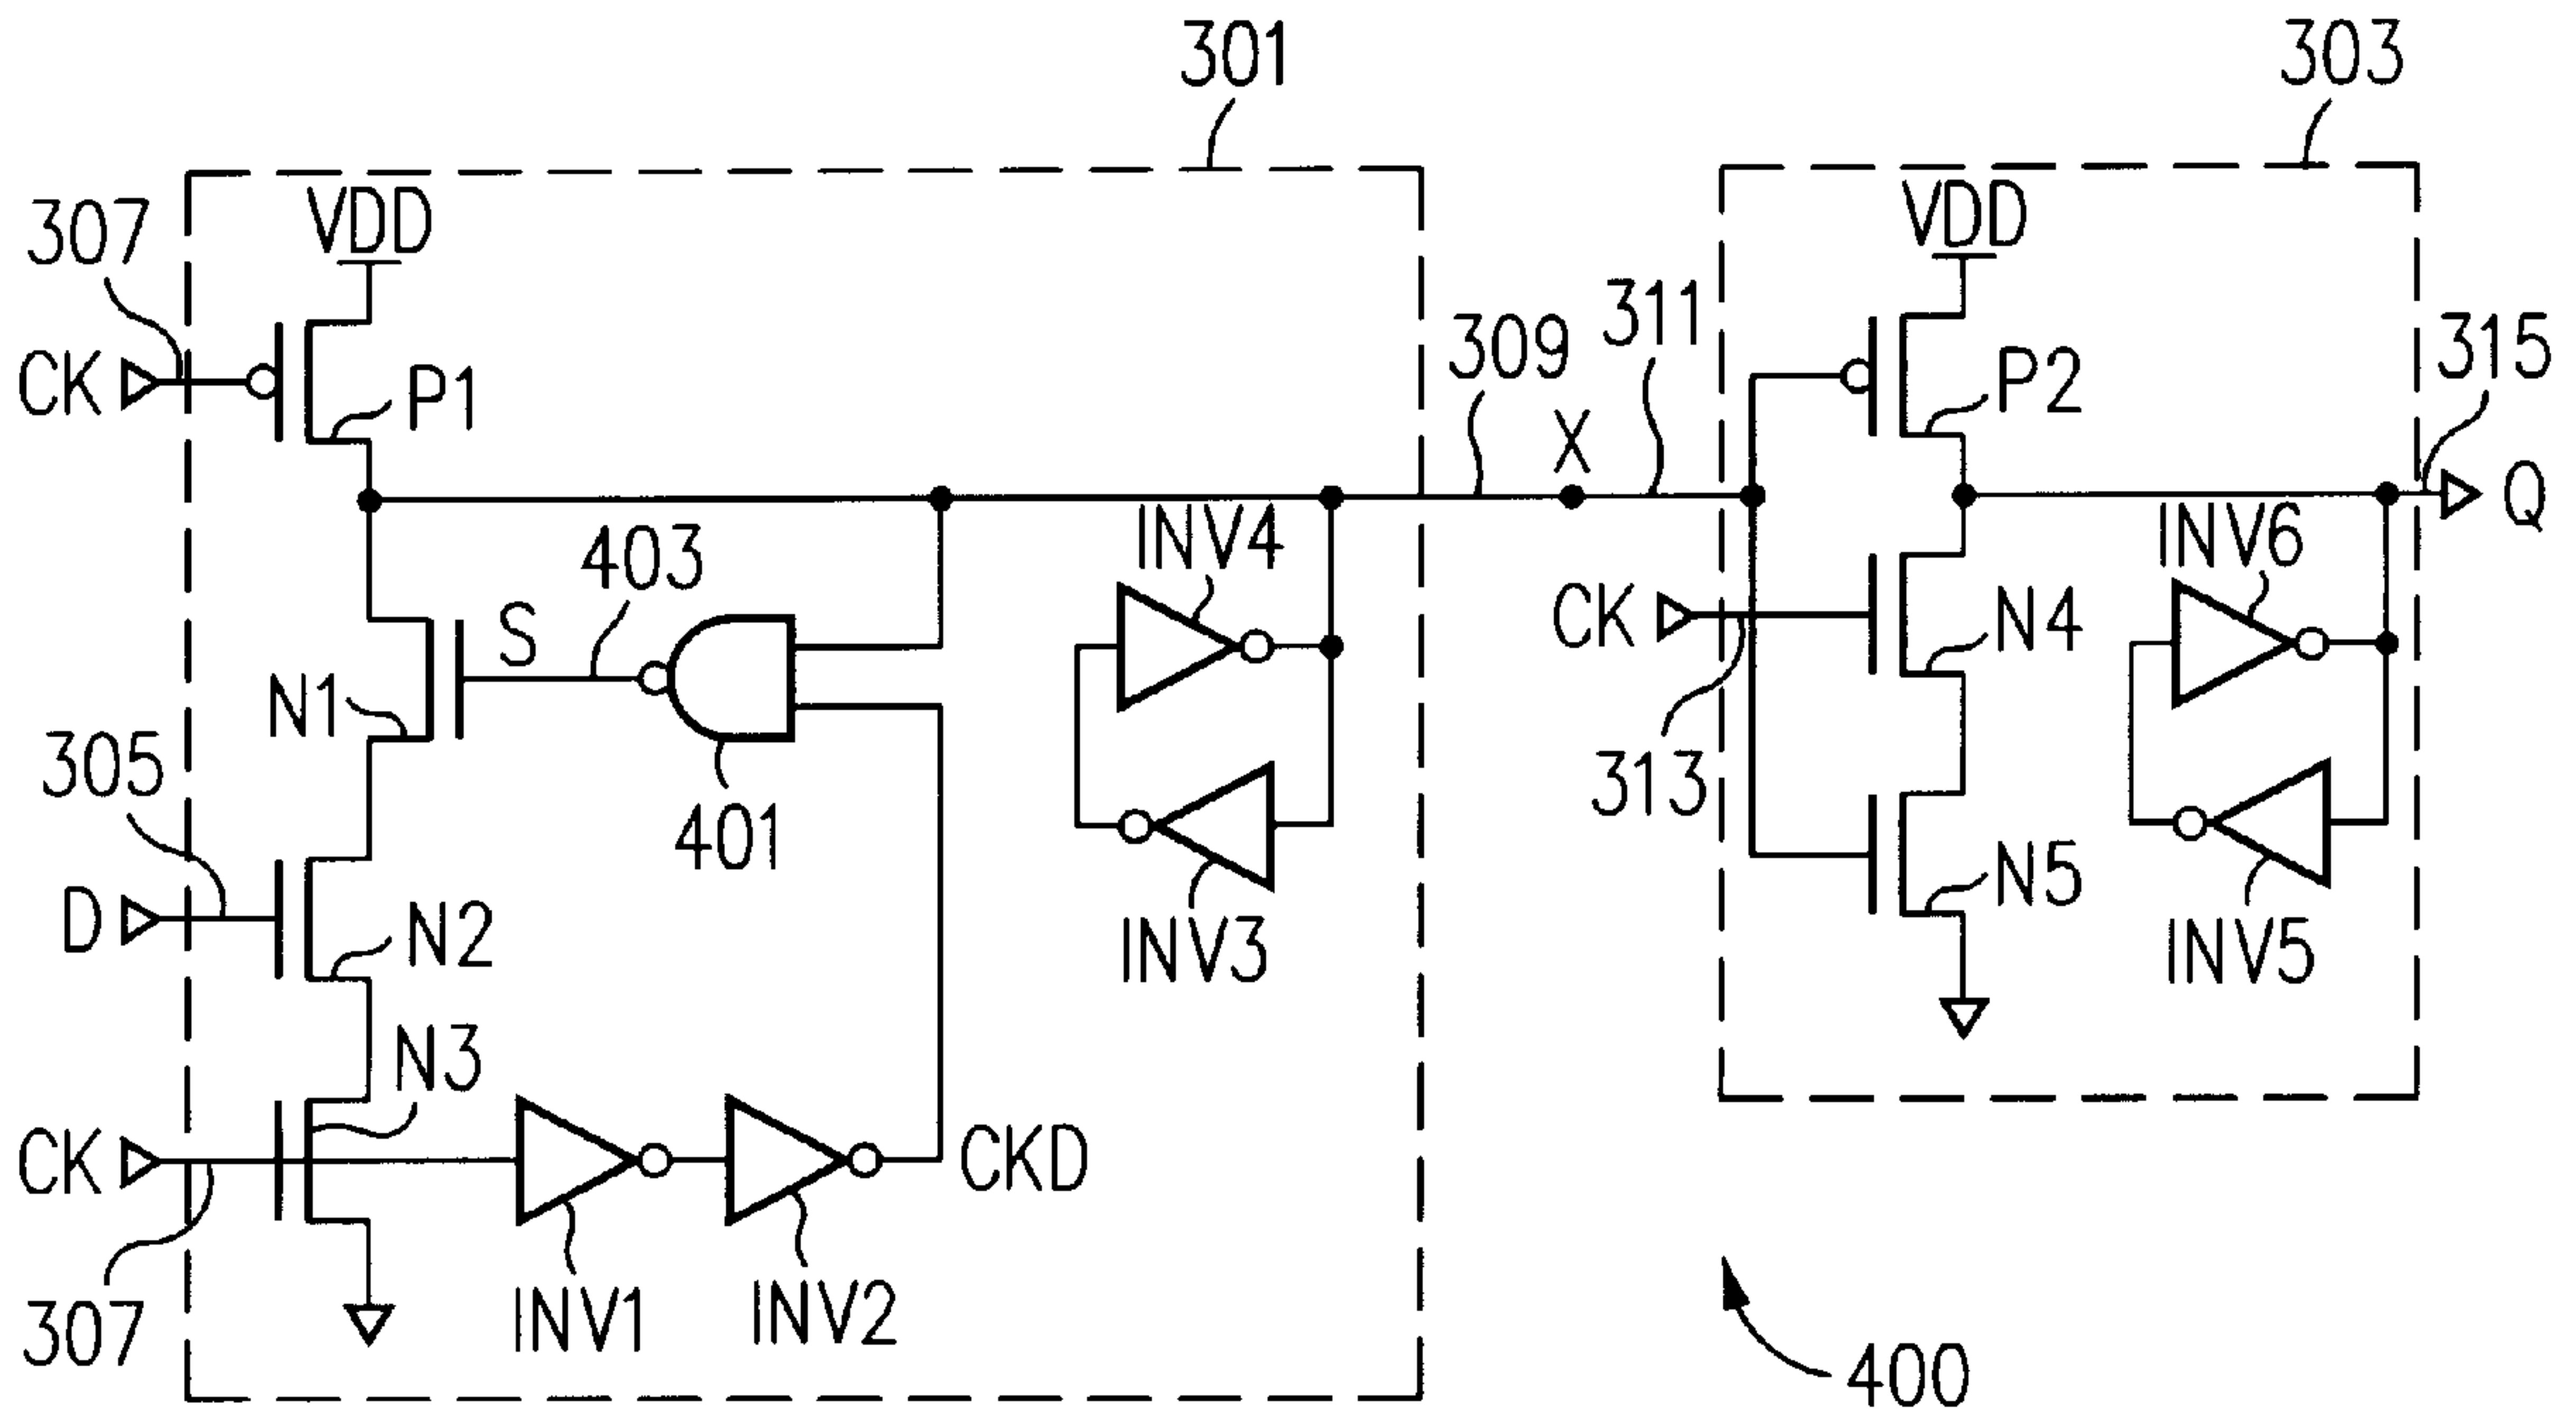 301
303
VDD
VDD
307
311
309
315
CK
P1
P2
X
Q
INV4
INV6
403
S
CK
N4
N1
305
313
401
N5
D
N2
INV3
INV5
N3
CK
CKD
INV1
INV2
307
400